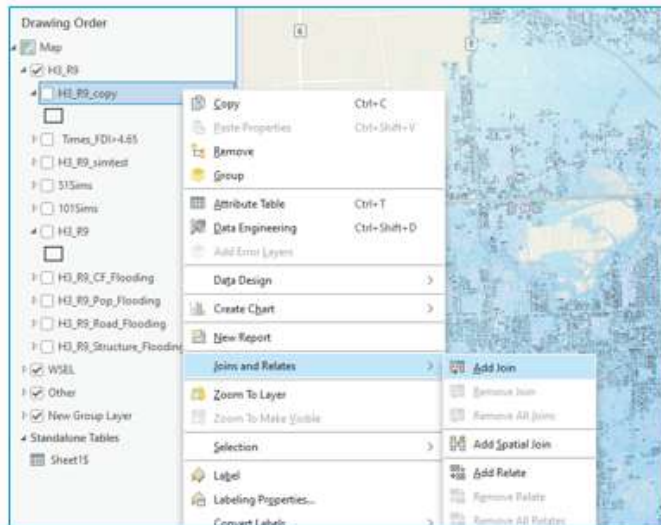 Drawing Order
Map
H3_R9
H3_R9_copy
Times_FDI>4.65
H3_R9_simtest
51Sims
101Sims
H3_R9
H3_R9_CF_Flooding
H3_R9_Pop_Flooding
H3_R9_Road_Flooding
H3_R9_Structure_Flooding
WSEL
Other
New Group Layer
Standalone Tables
Sheet1$
Copy Ctrl+C
Paste Properties Ctrl+Shift+V
Remove
Group
Attribute Table Ctrl+T
Data Engineering Ctrl+Shift+D
Add Error Layers
Data Design
Create Chart
New Report
Joins and Relates
Zoom To Layer
Zoom To Make Visible
Selection
Label
Labeling Properties...
Convert Labels
Add Join
Remove Join
Remove All Joins
Add Spatial Join
Add Relate
Remove Relate
Remove All Relates